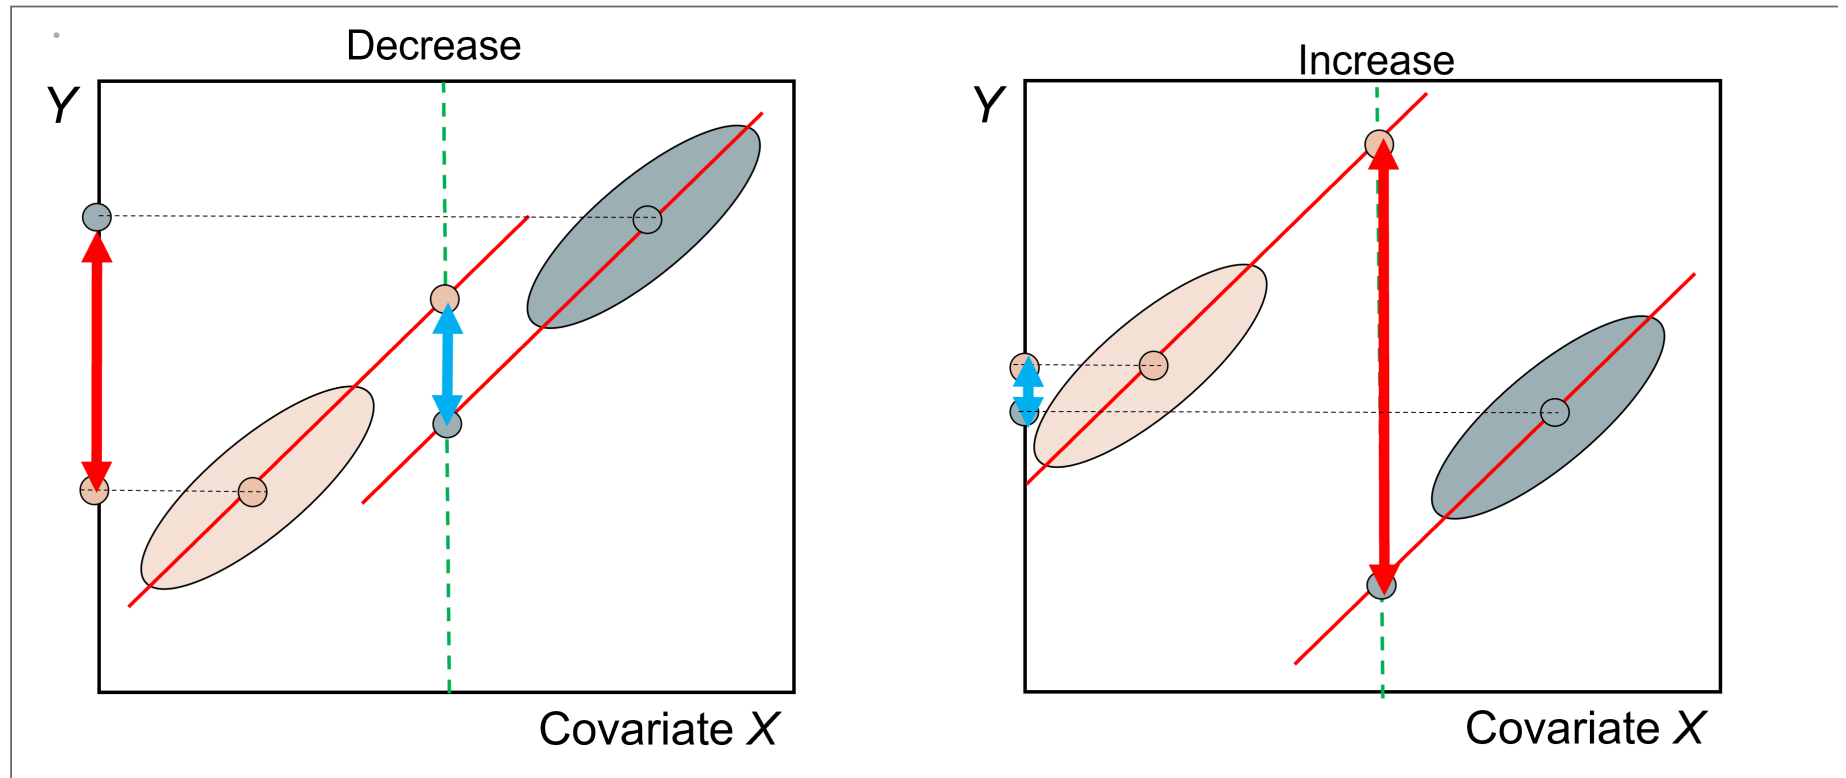 Decrease
Y
Covariate X
Increase
Y
Covariate X